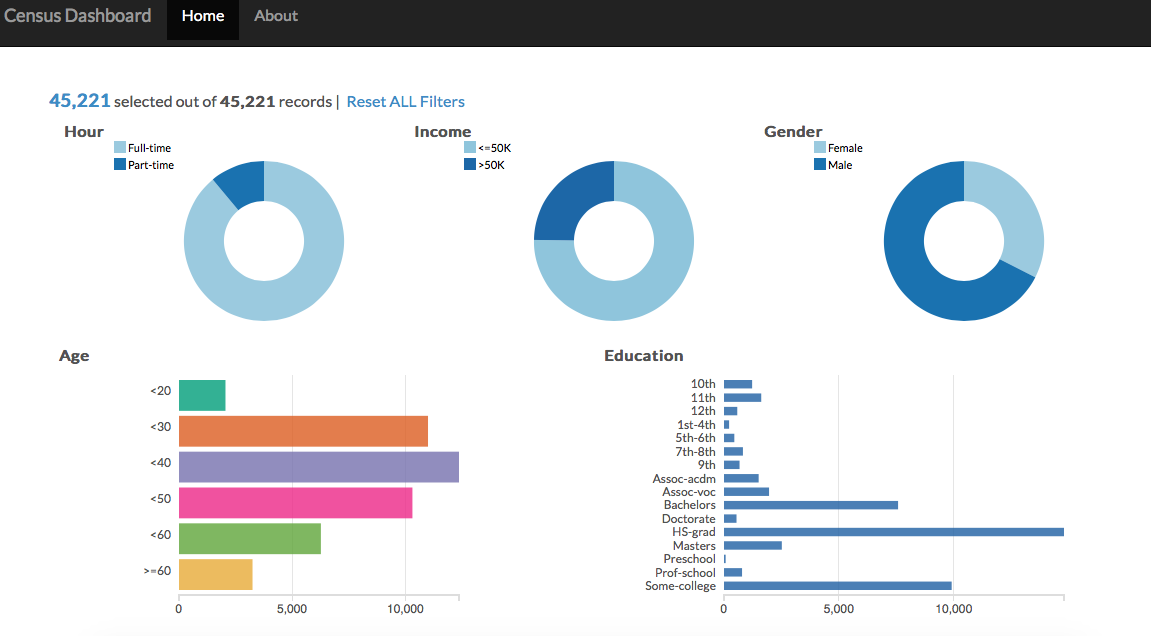 Census Dashboard Home About
45,221 selected out of 45,221 records | Reset ALL Filters
Hour
Full-time
Part-time
Income
<=50K
>50K
Gender
Female
Male
Age
<20
<30
<40
<50
<60
>=60
0 5,000 10,000
Education
10th
11th
12th
1st-4th
5th-6th
7th-8th
9th
Assoc-acdm
Assoc-voc
Bachelors
Doctorate
HS-grad
Masters
Preschool
Prof-school
Some-college
0 5,000 10,000